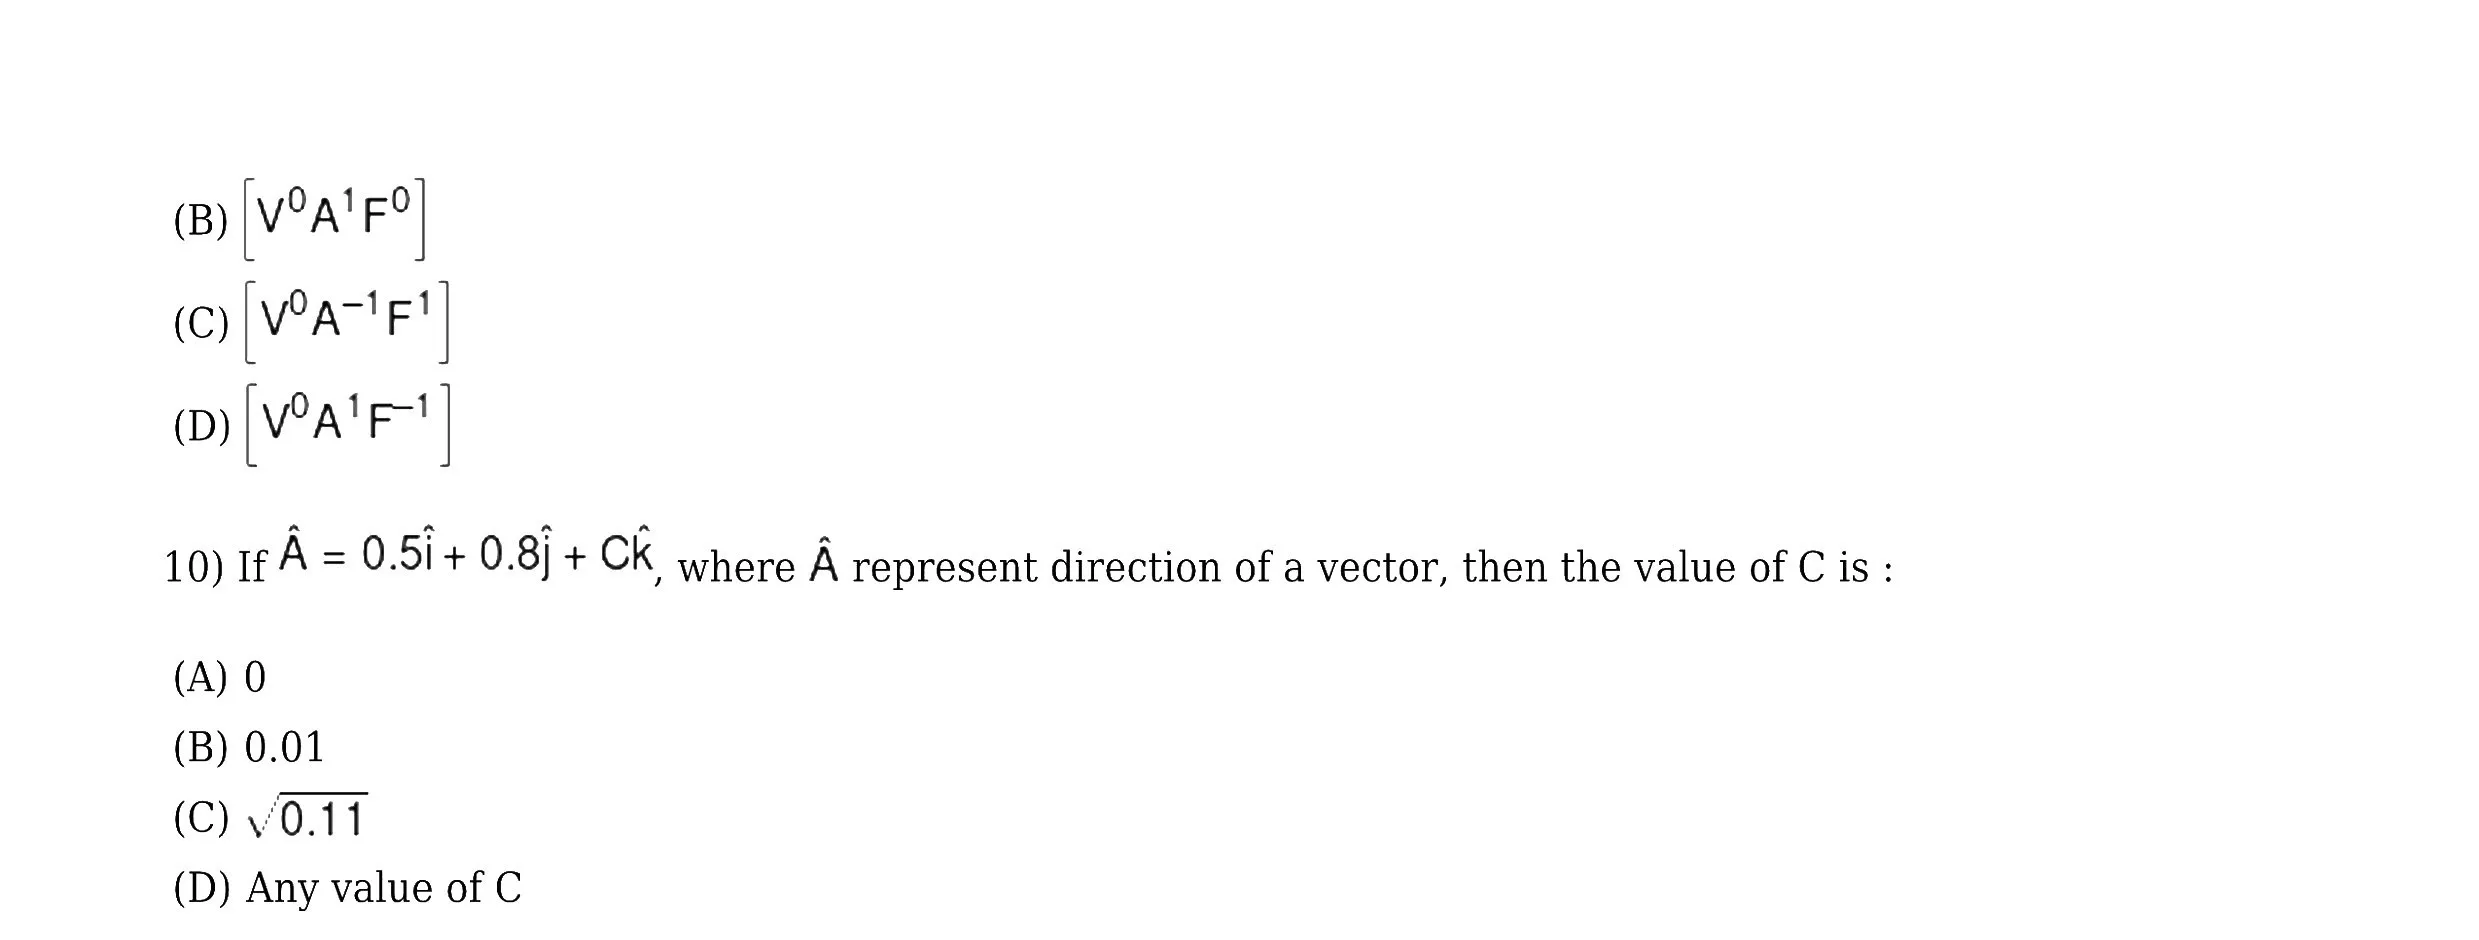 (B) [V⁰A¹F⁰]
(C) [V⁰A⁻¹F¹]
(D) [V⁰A¹F⁻¹]
10) If Â = 0.5î + 0.8ĵ + Ck̂, where Â represent direction of a vector, then the value of C is :
(A) 0
(B) 0.01
(C) √0.11
(D) Any value of C